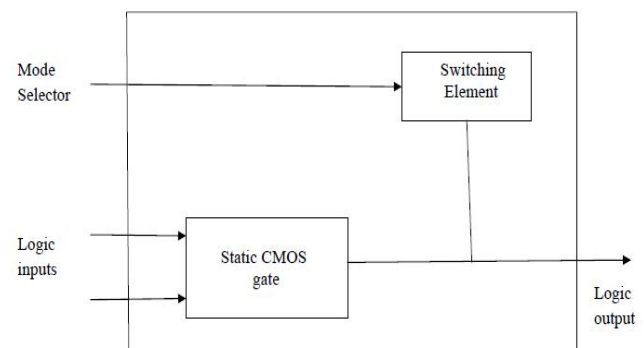 Mode
Selector
Switching
Element
Logic
inputs
Static CMOS
gate
Logic
output